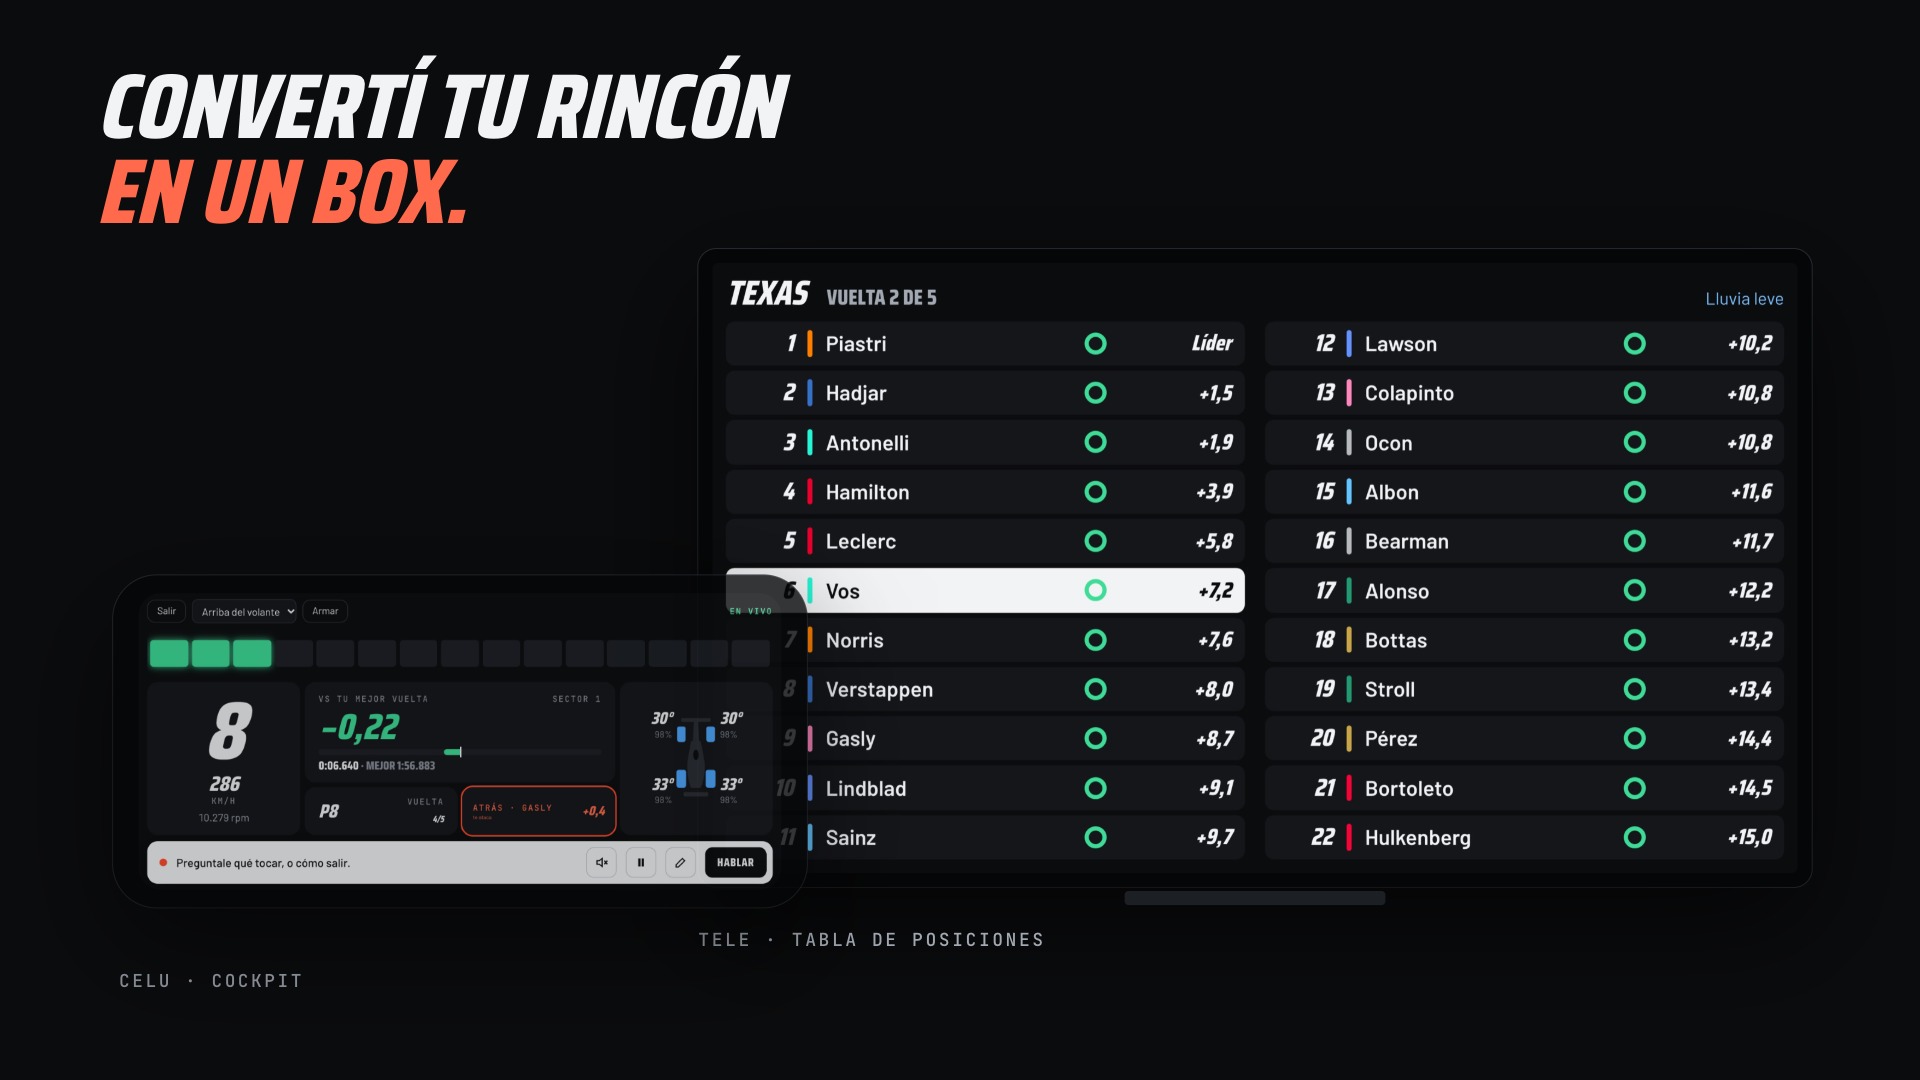 CONVERTÍ TU RINCÓN
EN UN BOX.
TEXAS VUELTA 2 DE 5 Lluvia leve
1 Piastri Líder
2 Hadjar +1,5
3 Antonelli +1,9
4 Hamilton +3,9
5 Leclerc +5,8
6 Vos +7,2
7 Norris +7,6
8 Verstappen +8,0
9 Gasly +8,7
10 Lindblad +9,1
11 Sainz +9,7
12 Lawson +10,2
13 Colapinto +10,8
14 Ocon +10,8
15 Albon +11,6
16 Bearman +11,7
17 Alonso +12,2
18 Bottas +13,2
19 Stroll +13,4
20 Pérez +14,4
21 Bortoleto +14,5
22 Hulkenberg +15,0
Salir Arriba del volante Armar EN VIVO
8
286
KM/H
10.279 rpm
VS TU MEJOR VUELTA SECTOR 1
-0,22
0:06.640 · MEJOR 1:56.883
P8 VUELTA
4/5
ATRÁS · GASLY +0,4
30° 30°
98% 98%
33° 33°
98% 98%
Preguntale qué tocar, o cómo salir. HABLAR
TELE · TABLA DE POSICIONES
CELU · COCKPIT